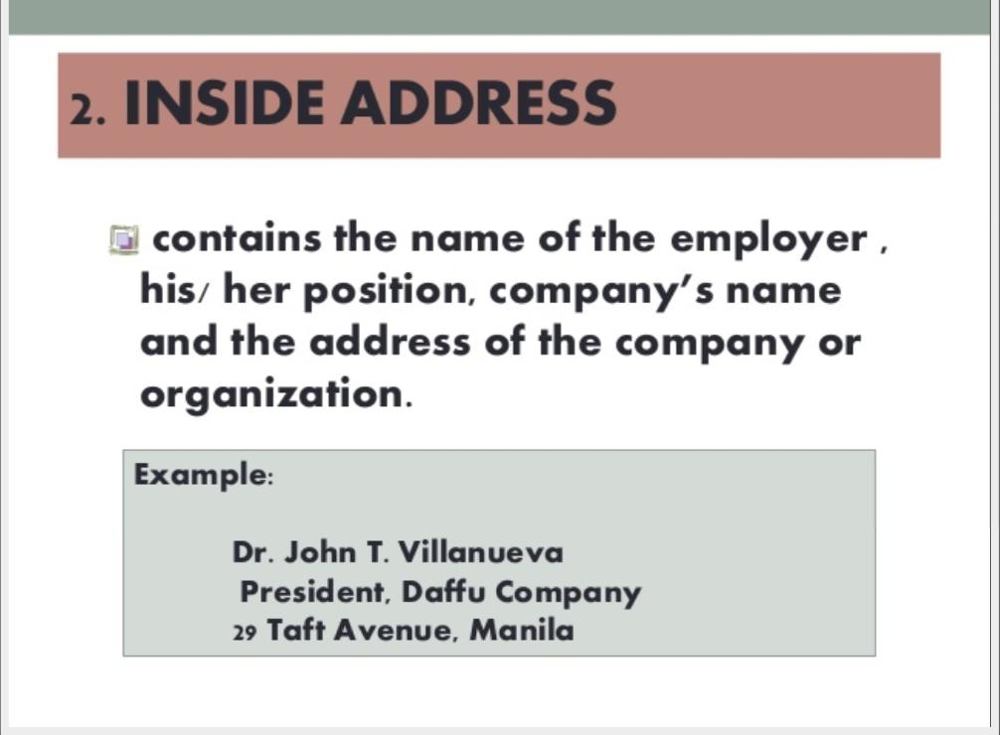 2. INSIDE ADDRESS
contains the name of the employer ,
his/ her position, company's name
and the address of the company or
organization.
Example:
Dr. John T. Villanueva
President, Daffu Company
29 Taft Avenue, Manila